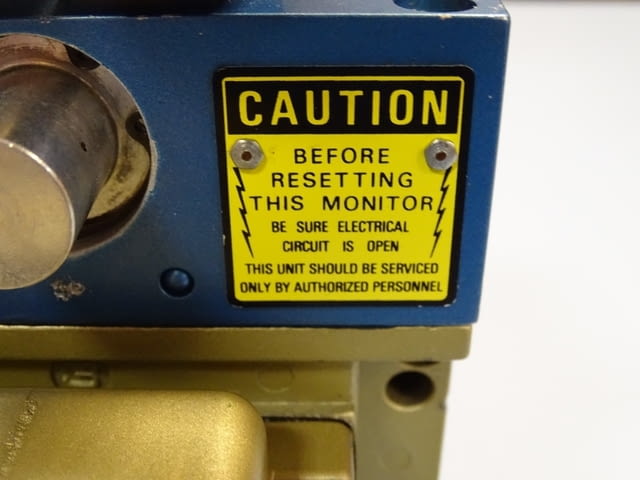 CAUTION
BEFORE
RESETTING
THIS MONITOR
BE SURE ELECTRICAL
CIRCUIT IS OPEN
THIS UNIT SHOULD BE SERVICED
ONLY BY AUTHORIZED PERSONNEL